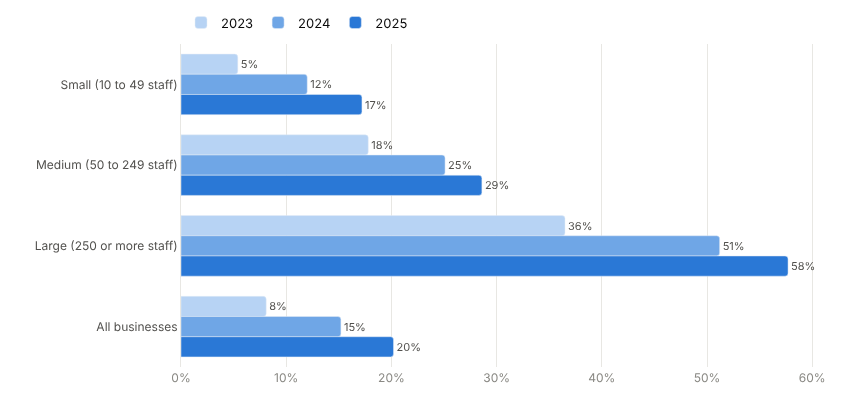 2023 2024 2025
5%
Small (10 to 49 staff) 12%
17%
18%
Medium (50 to 249 staff) 25%
29%
36%
Large (250 or more staff) 51%
58%
8%
All businesses 15%
20%
0% 10% 20% 30% 40% 50% 60%